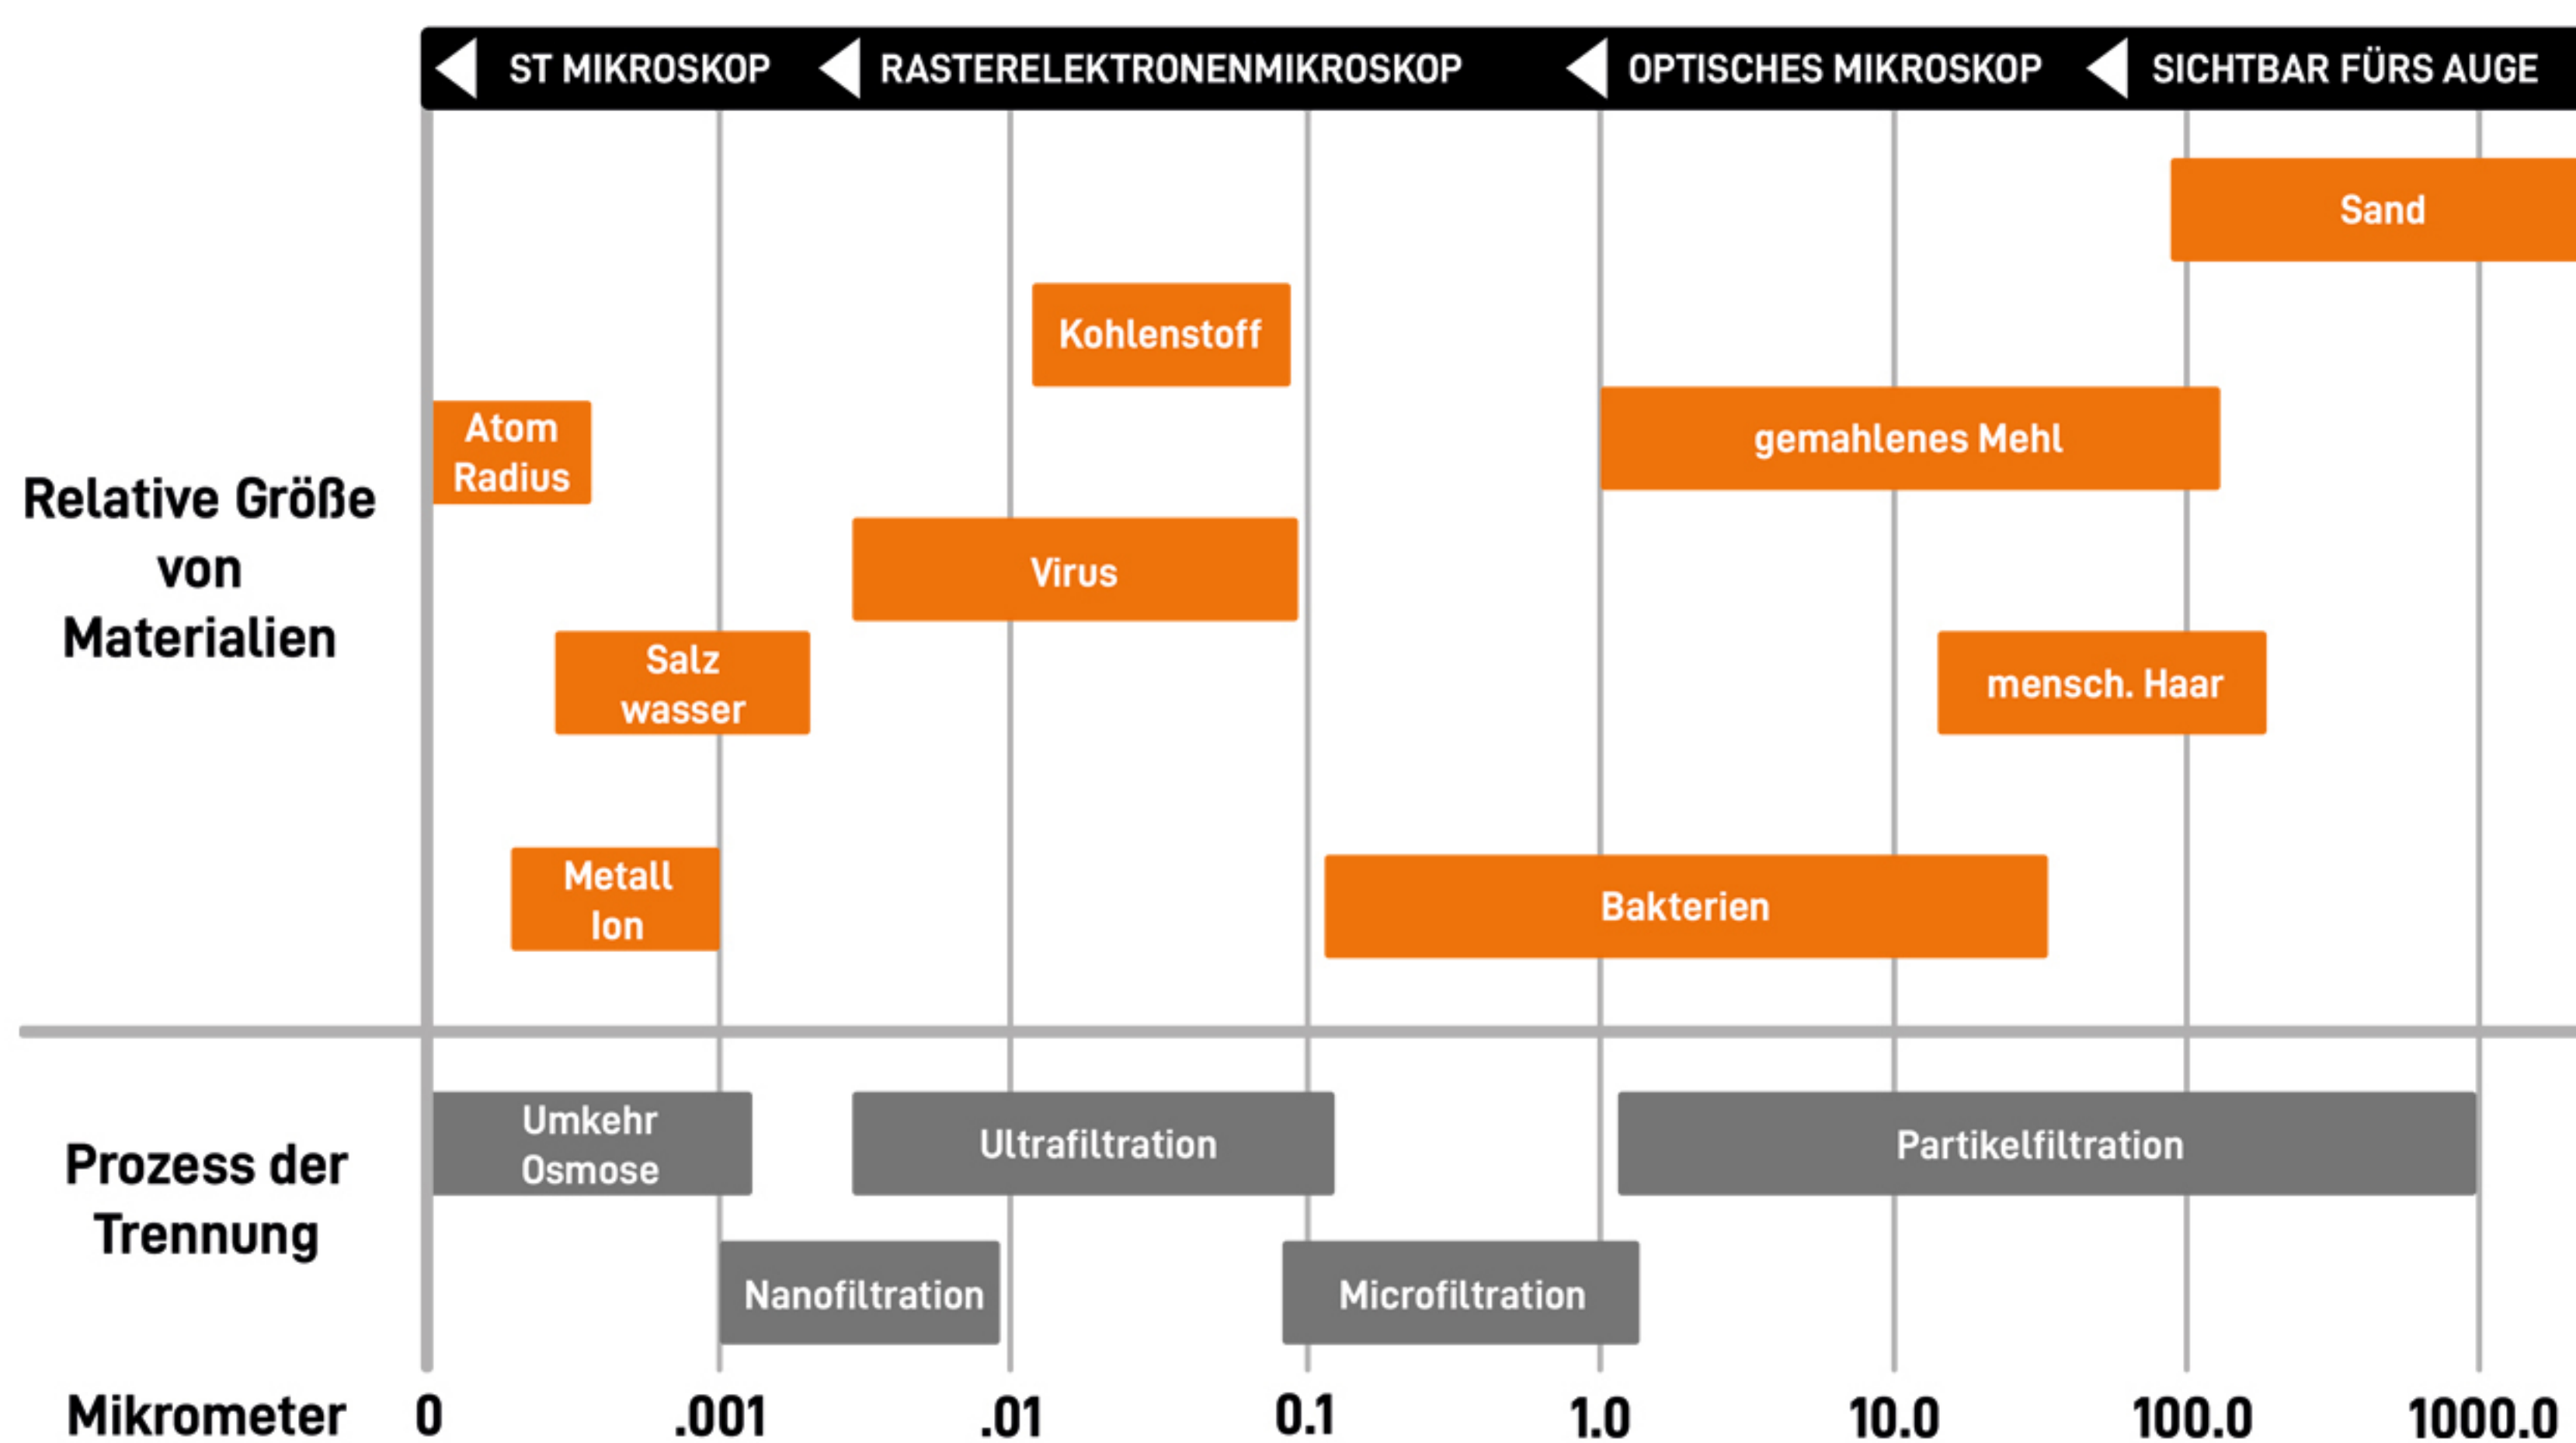 ST MIKROSKOP
RASTERELEKTRONENMIKROSKOP
OPTISCHES MIKROSKOP
SICHTBAR FÜRS AUGE
Sand
Kohlenstoff
Atom
Radius
gemahlenes Mehl
Relative Größe
von
Materialien
Virus
Salz
wasser
mensch. Haar
Metall
Ion
Bakterien
Prozess der
Trennung
Umkehr
Osmose
Ultrafiltration
Partikelfiltration
Nanofiltration
Microfiltration
Mikrometer 0 .001 .01 0.1 1.0 10.0 100.0 1000.0